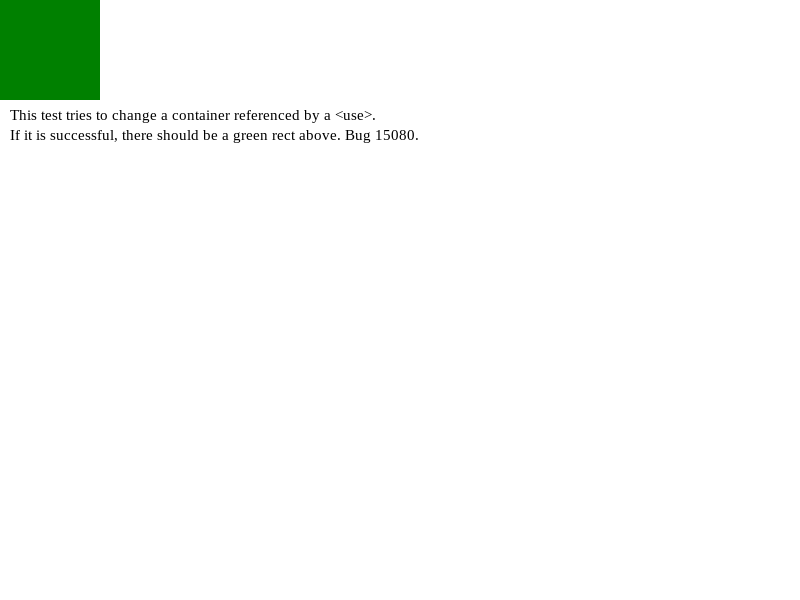 This test tries to change a container referenced by a <use>.
If it is successful, there should be a green rect above. Bug 15080.